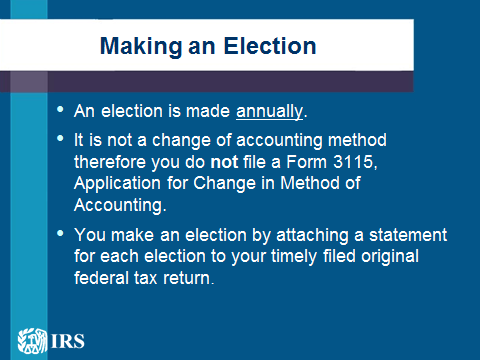 Making an Election
• An election is made annually.
• It is not a change of accounting method
therefore you do not file a Form 3115,
Application for Change in Method of
Accounting.
• You make an election by attaching a statement
for each election to your timely filed original
federal tax return.
IRS